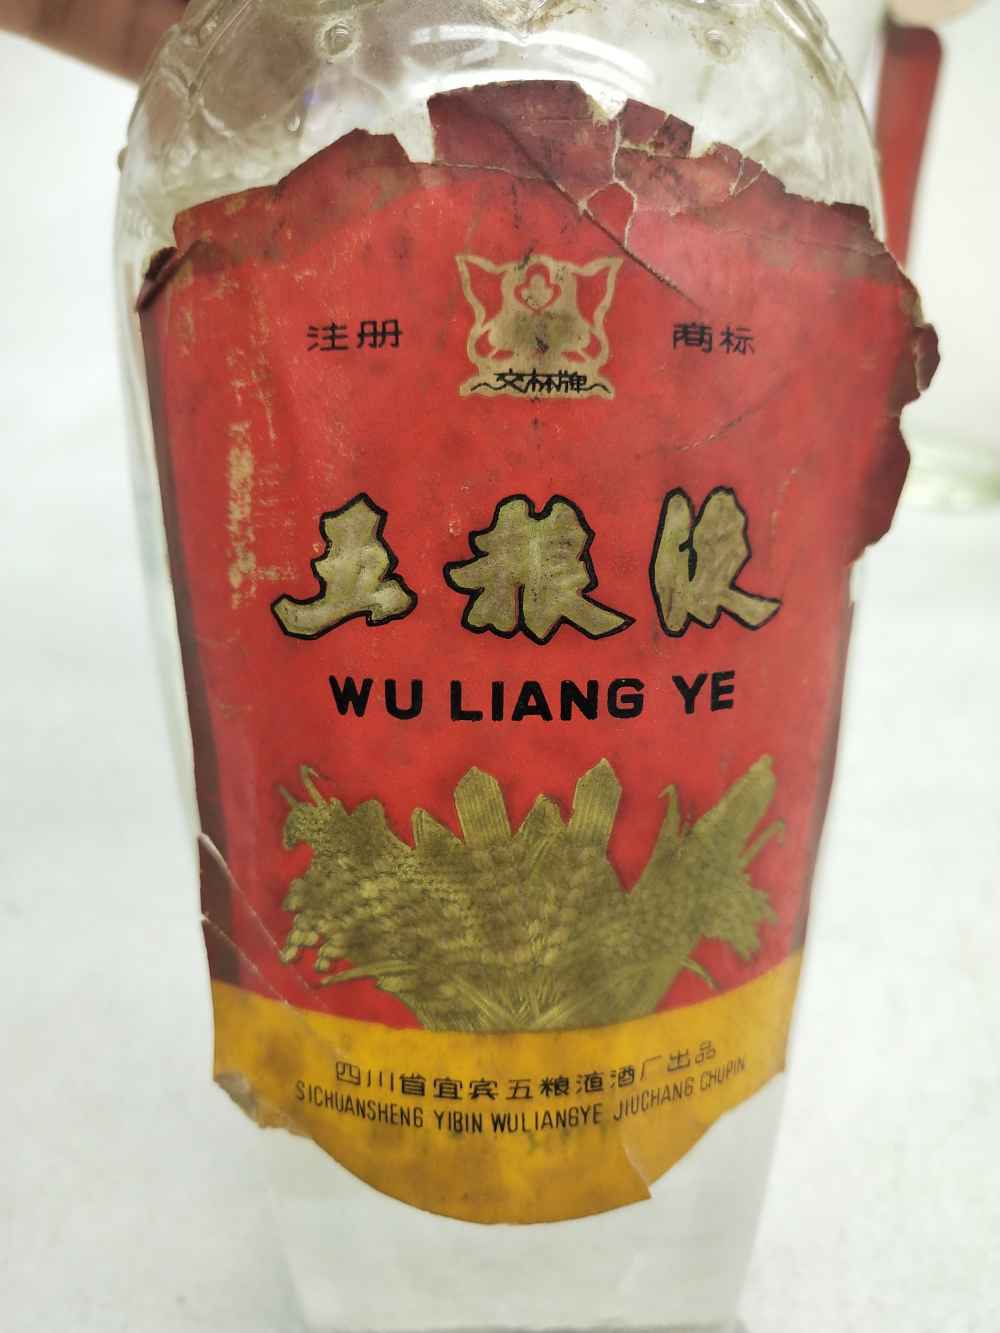 注册 商标
交杯牌
五粮液
WU LIANG YE
四川省宜宾五粮液酒厂出品
SICHUANSHENG YIBIN WULIANGYE JIUCHANG CHUPIN